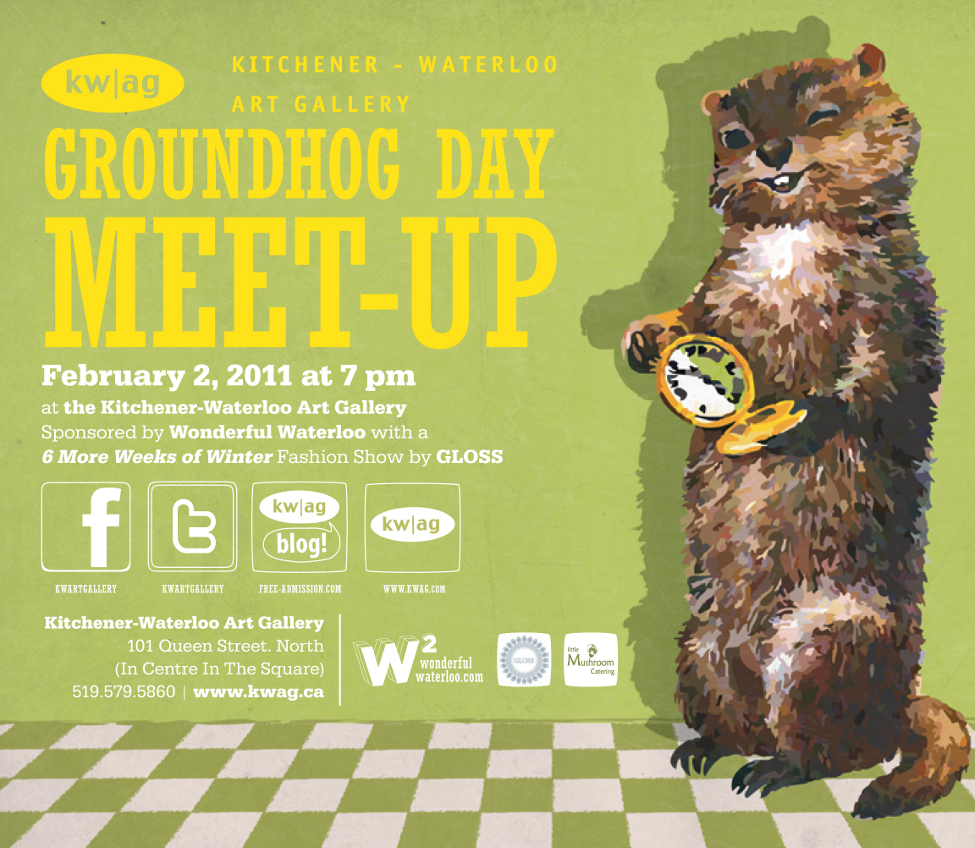 kw|ag
KITCHENER - WATERLOO
ART GALLERY
GROUNDHOG DAY
MEET-UP
February 2, 2011 at 7 pm
at the Kitchener-Waterloo Art Gallery
Sponsored by Wonderful Waterloo with a
6 More Weeks of Winter Fashion Show by GLOSS
f
t
kw|ag
blog!
kw|ag
KWARTGALLERY
KWARTGALLERY
FREE-ADMISSION.COM
WWW.KWAG.COM
Kitchener-Waterloo Art Gallery
101 Queen Street. North
(In Centre In The Square)
519.579.5860 | www.kwag.ca
W2
wonderful
waterloo.com
GLOSS
little
Mushroom
Catering